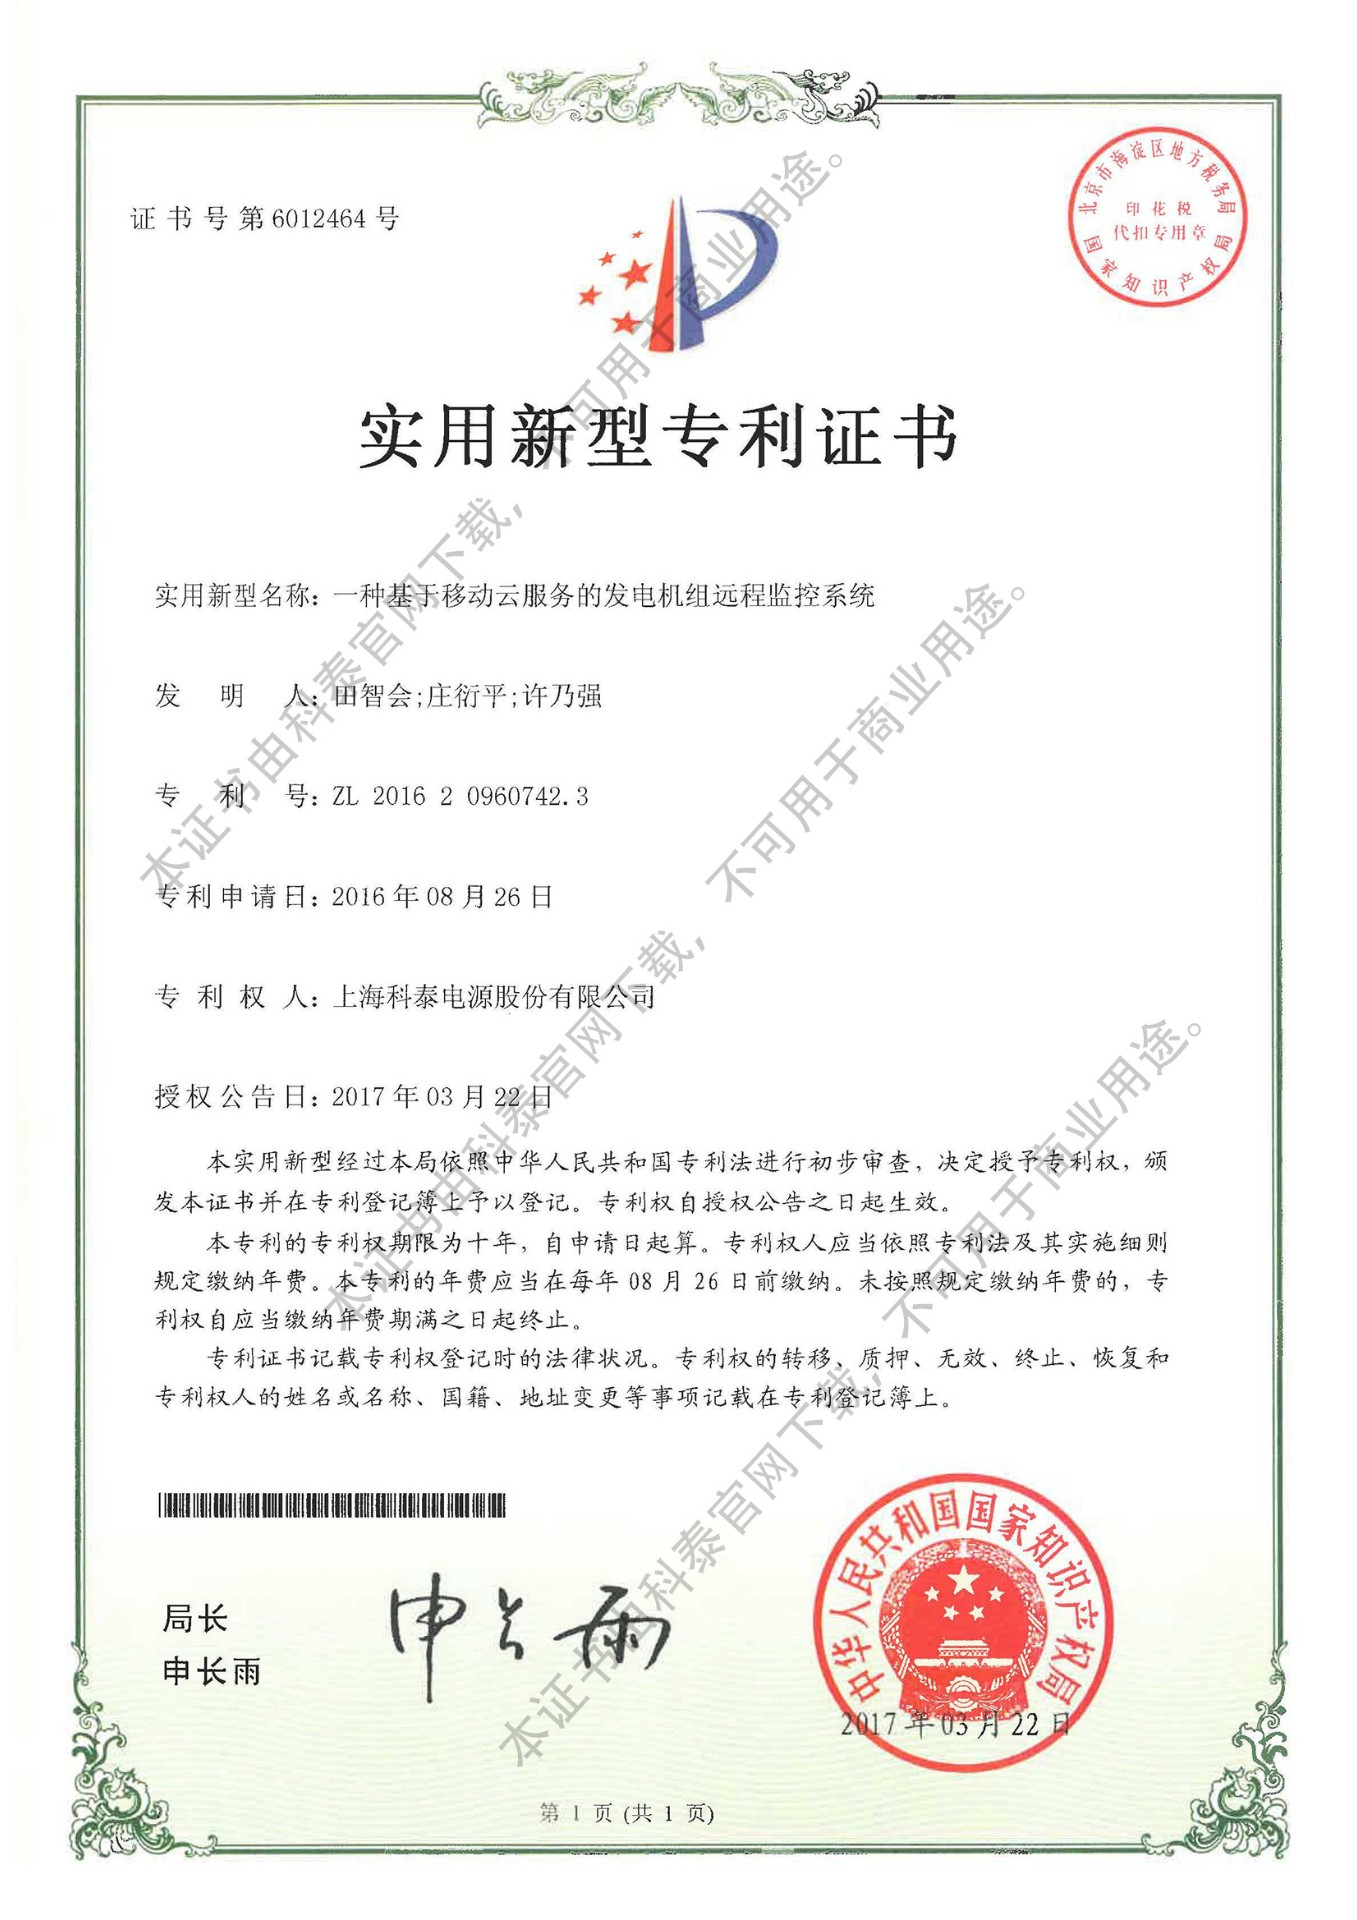 证书号第6012464号
北京市海淀区地方税务局
印花税
代扣专用章
国家知识产权局
实用新型专利证书
实用新型名称：一种基于移动云服务的发电机组远程监控系统
发明人：田智会;庄衍平;许乃强
专利号：ZL 2016 2 0960742.3
专利申请日：2016年08月26日
专利权人：上海科泰电源股份有限公司
授权公告日：2017年03月22日
本实用新型经过本局依照中华人民共和国专利法进行初步审查，决定授予专利权，颁
发本证书并在专利登记簿上予以登记。专利权自授权公告之日起生效。
本专利的专利权期限为十年，自申请日起算。专利权人应当依照专利法及其实施细则
规定缴纳年费。本专利的年费应当在每年08月26日前缴纳。未按照规定缴纳年费的，专
利权自应当缴纳年费期满之日起终止。
专利证书记载专利权登记时的法律状况。专利权的转移、质押、无效、终止、恢复和
专利权人的姓名或名称、国籍、地址变更等事项记载在专利登记簿上。
局长
申长雨
申长雨
中华人民共和国国家知识产权局
2017年03月22日
第1页(共1页)
本证书由科泰官网下载，不可用于商业用途。
本证书由科泰官网下载，不可用于商业用途。
本证书由科泰官网下载，不可用于商业用途。